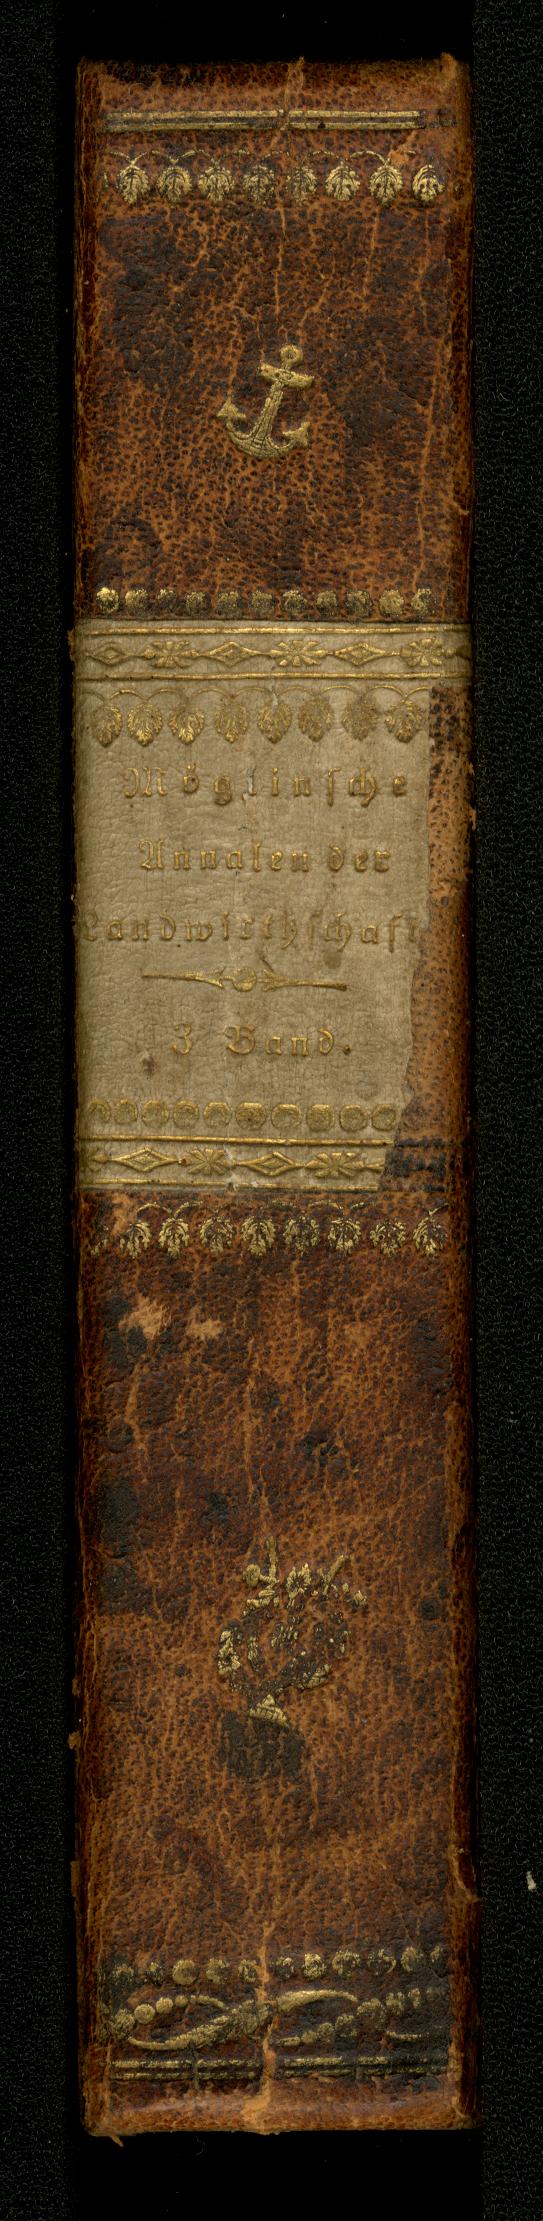 Möglinsche
Annalen der
Landwirthschaft
3 Band.